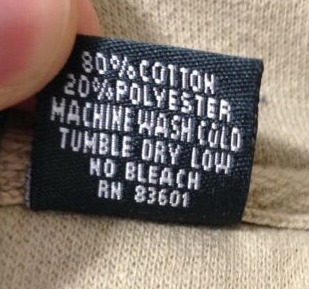 80%COTTON
20%POLYESTER
MACHINE WASH COLD
TUMBLE DRY LOW
NO BLEACH
RN 83601